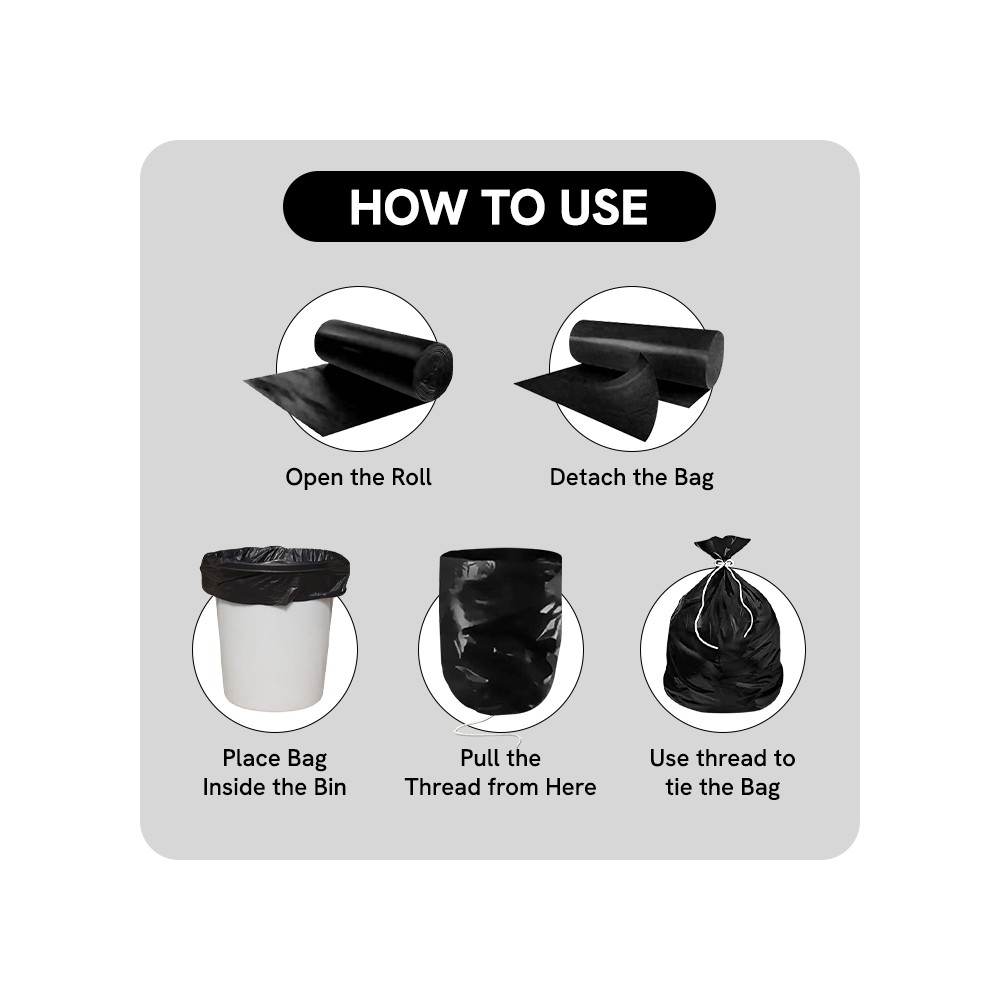 HOW TO USE
Open the Roll
Detach the Bag
Place Bag
Inside the Bin
Pull the
Thread from Here
Use thread to
tie the Bag